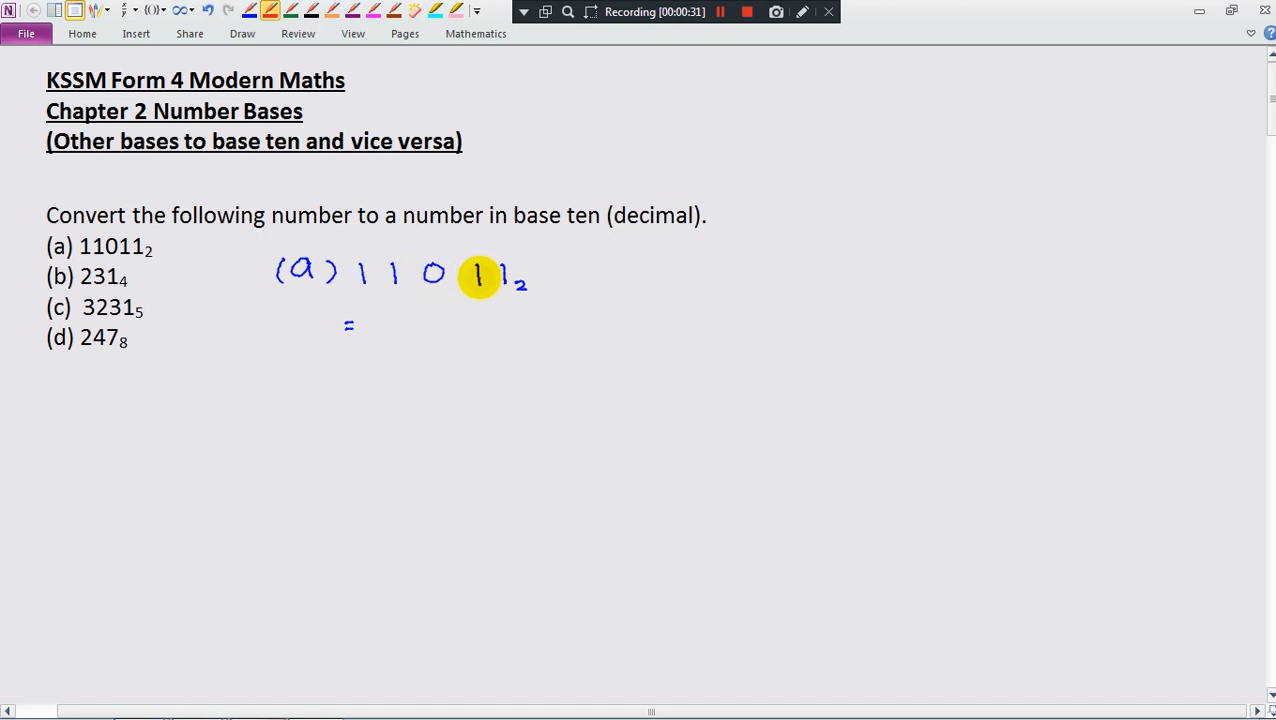 Recording [00:00:31]
File Home Insert Share Draw Review View Pages Mathematics
KSSM Form 4 Modern Maths
Chapter 2 Number Bases
(Other bases to base ten and vice versa)
Convert the following number to a number in base ten (decimal).
(a) 11011₂
(b) 231₄
(c) 3231₅
(d) 247₈
(a) 1 1 0 1 1₂
=